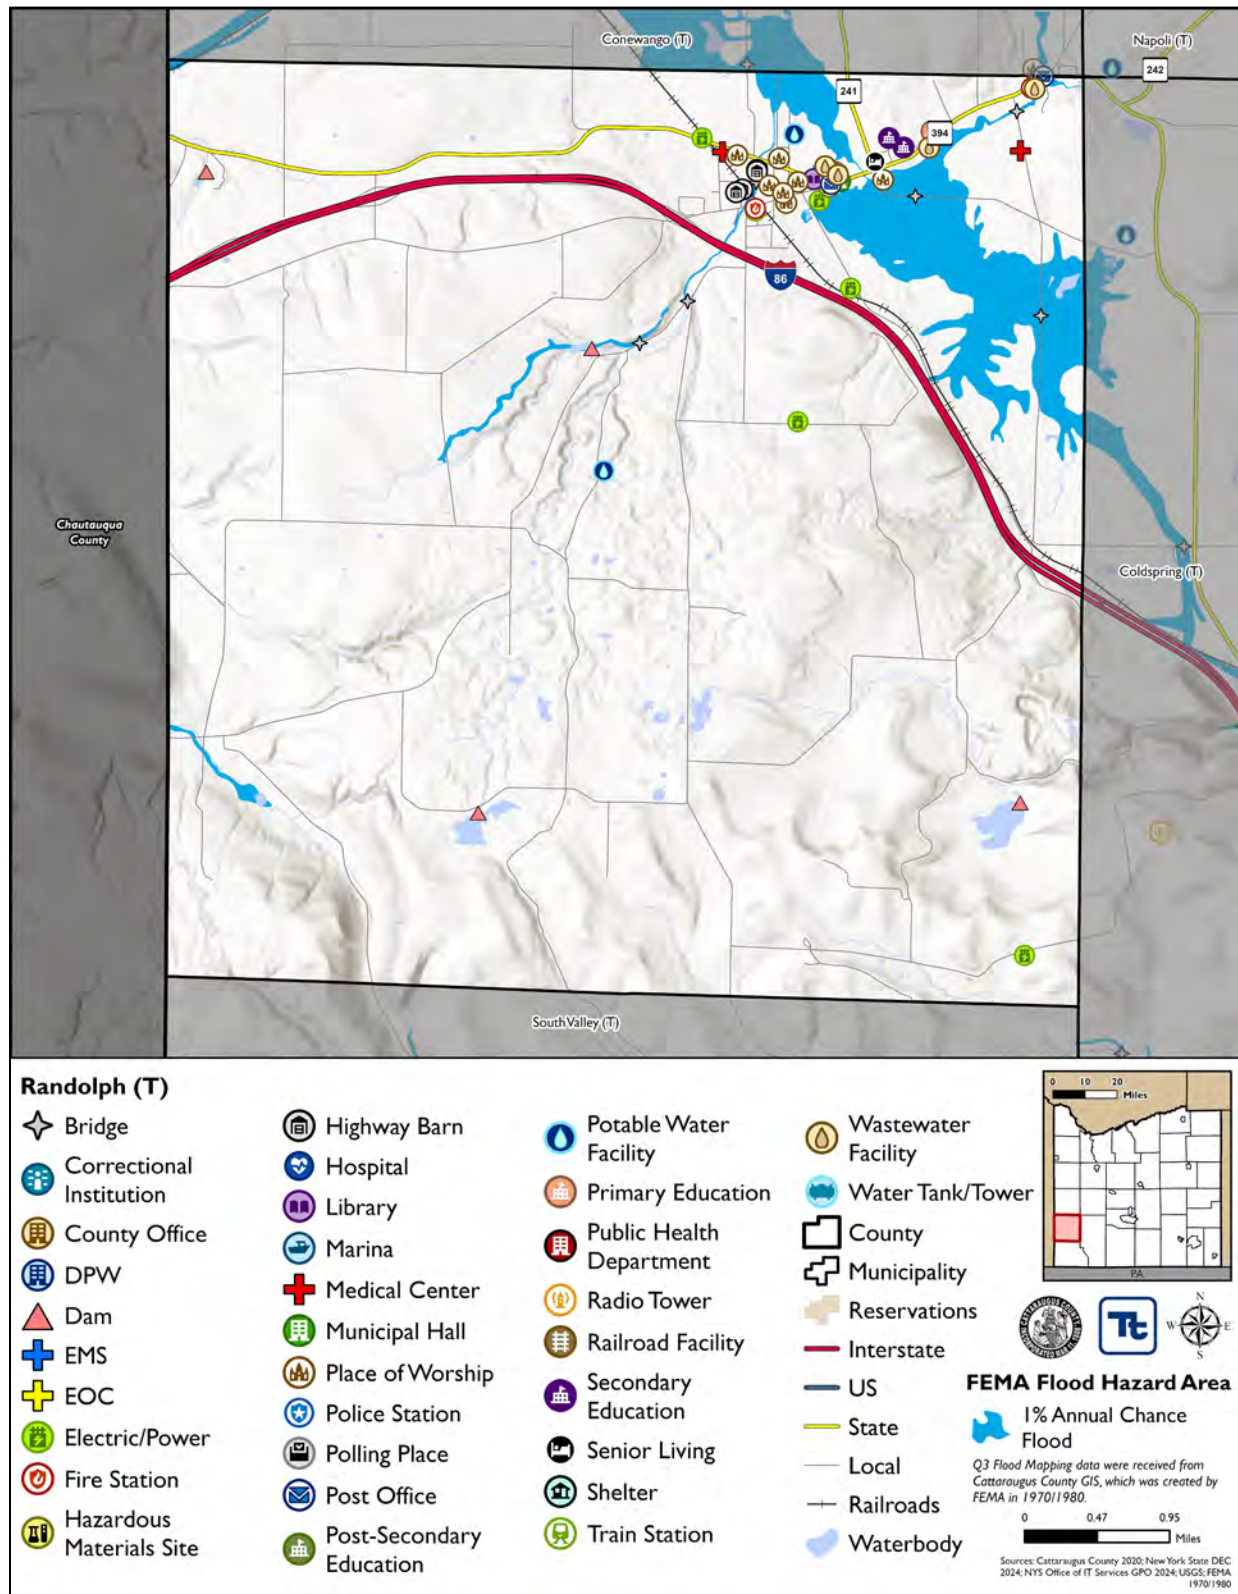 Conewango (T)
Napoli (T)
242
241
394
86
Chautauqua
County
Coldspring (T)
South Valley (T)
Randolph (T)
Bridge
Correctional
Institution
County Office
DPW
Dam
EMS
EOC
Electric/Power
Fire Station
Hazardous
Materials Site
Highway Barn
Hospital
Library
Marina
Medical Center
Municipal Hall
Place of Worship
Police Station
Polling Place
Post Office
Post-Secondary
Education
Potable Water
Facility
Primary Education
Public Health
Department
Radio Tower
Railroad Facility
Secondary
Education
Senior Living
Shelter
Train Station
Wastewater
Facility
Water Tank/Tower
County
Municipality
Reservations
Interstate
US
State
Local
Railroads
Waterbody
0 10 20
Miles
PA
CATTARAUGUS COUNTY
Tt
N
W E
S
FEMA Flood Hazard Area
1% Annual Chance
Flood
Q3 Flood Mapping data were received from
Cattaraugus County GIS, which was created by
FEMA in 1970/1980.
0 0.47 0.95
Miles
Sources: Cattaraugus County 2020; New York State DEC
2024; NYS Office of IT Services GPO 2024; USGS; FEMA
1970/1980